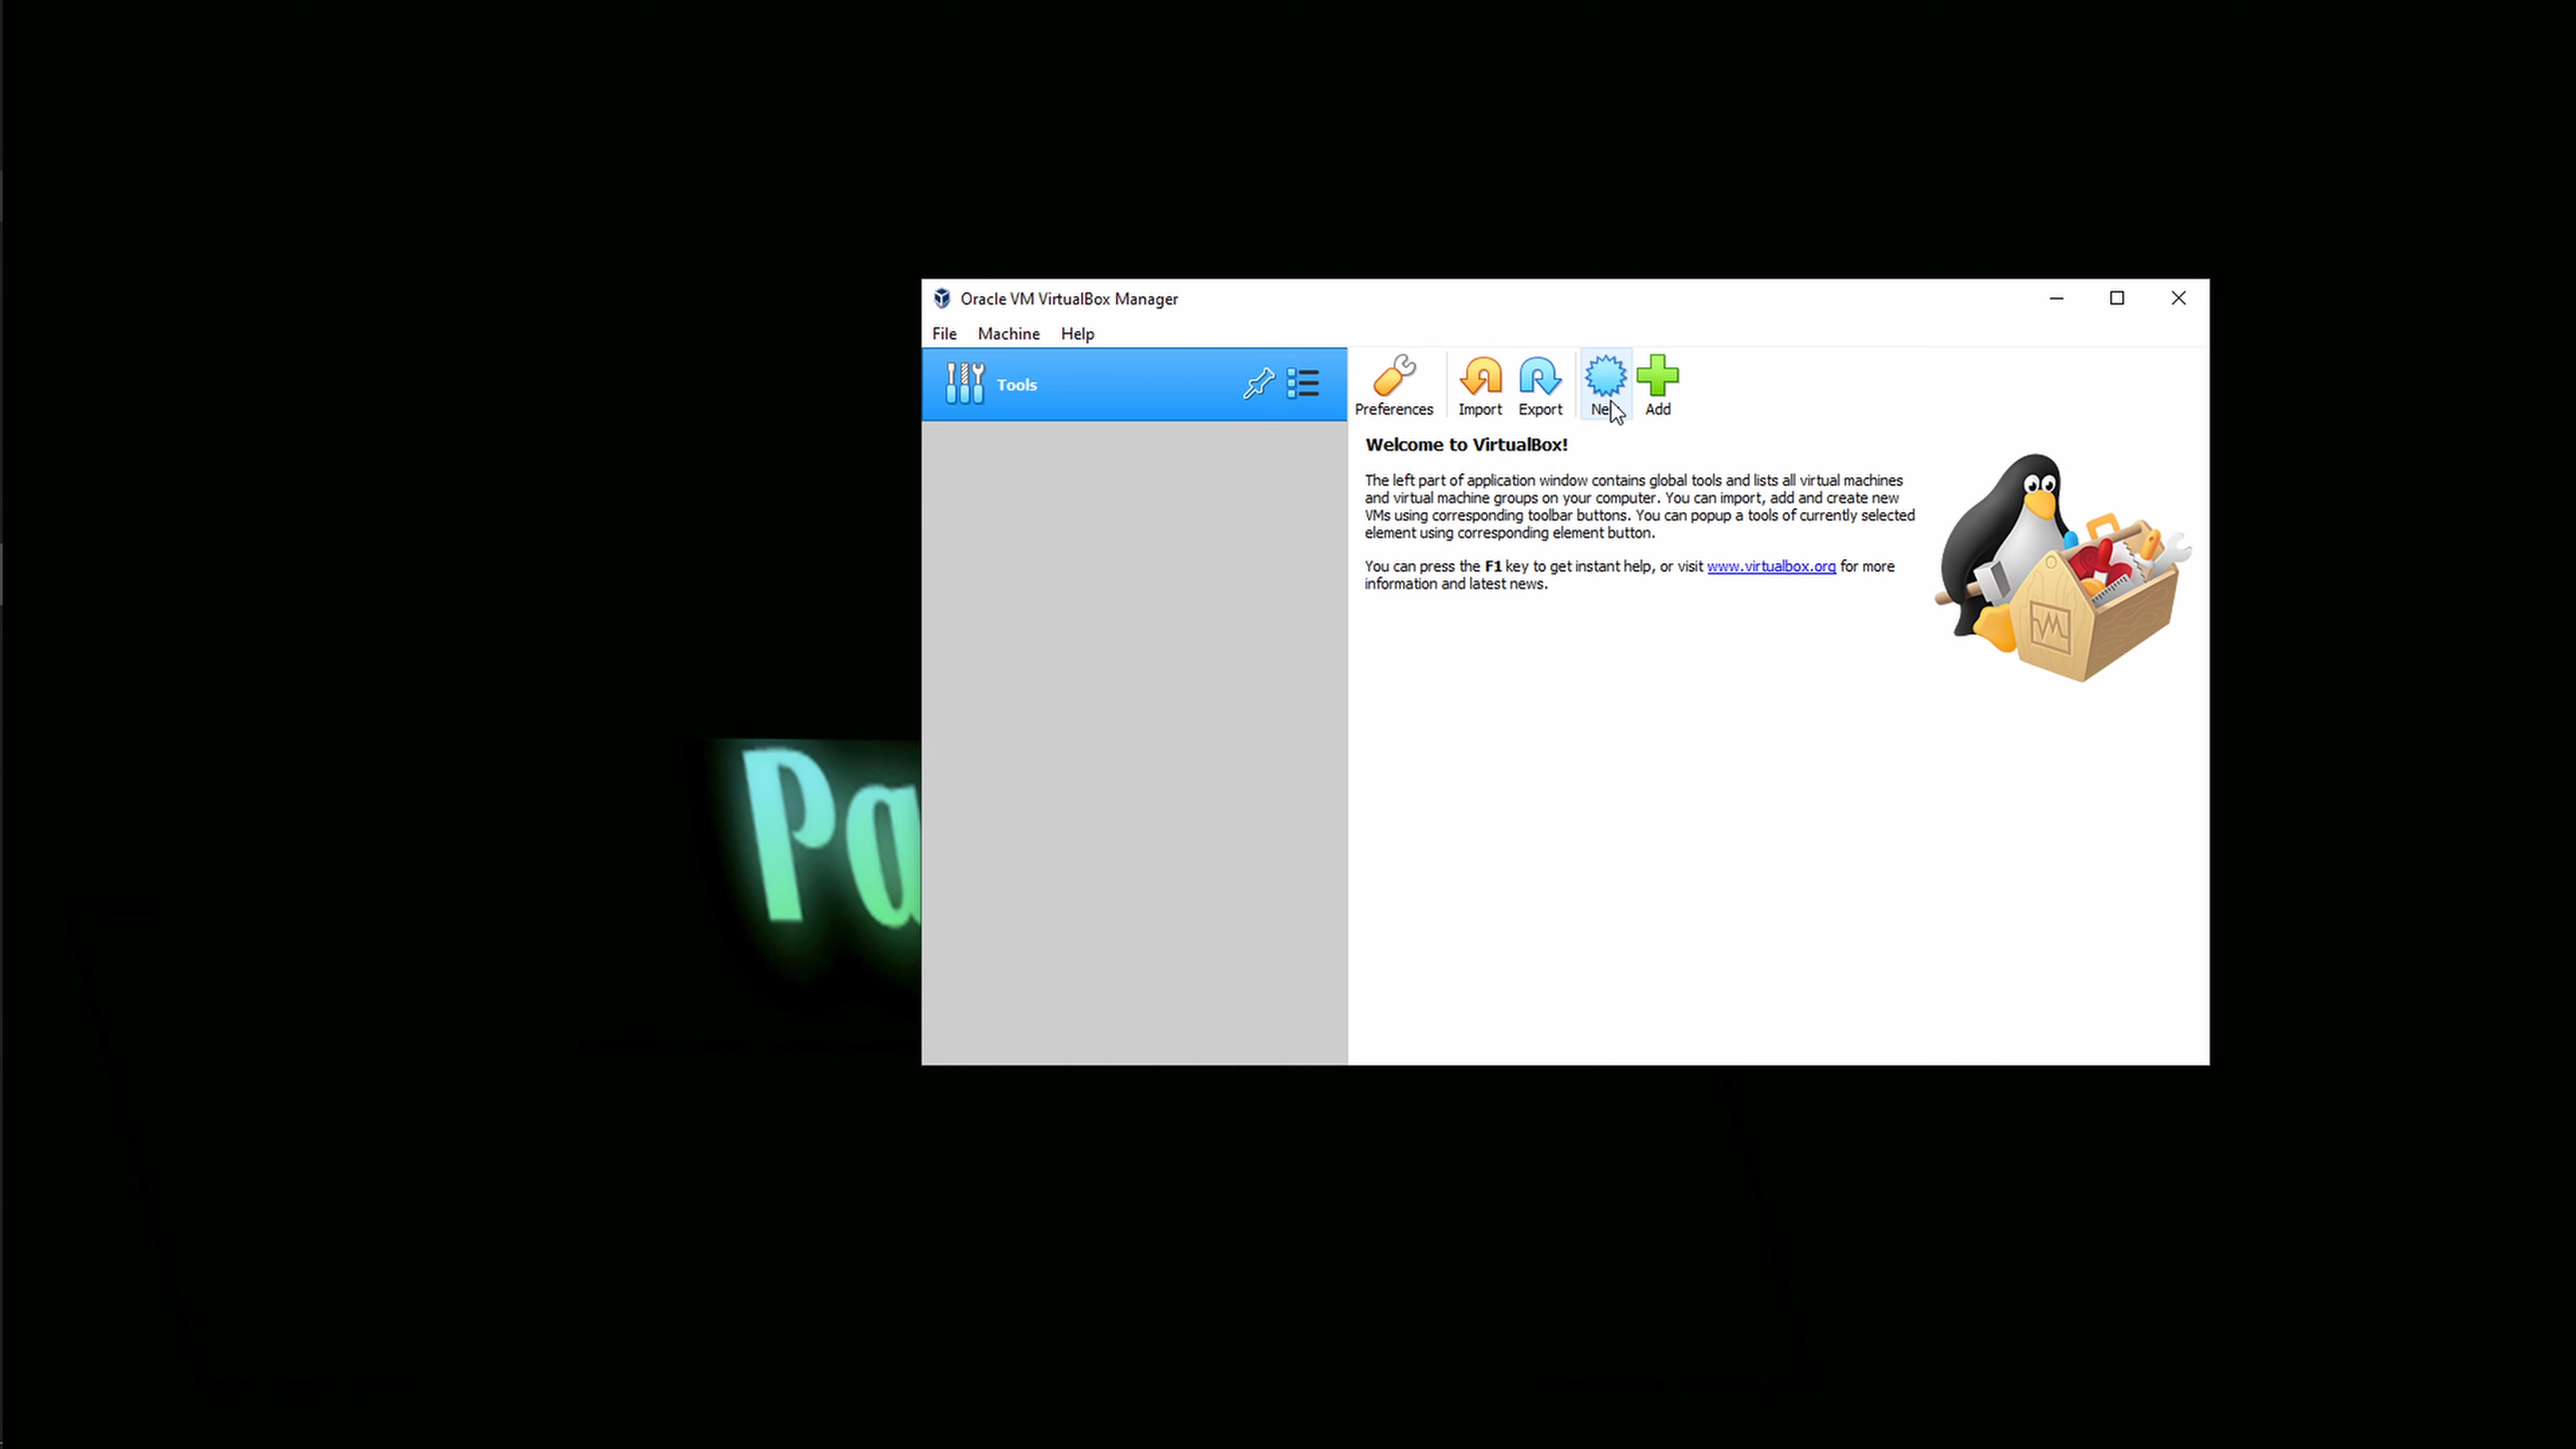 Oracle VM VirtualBox Manager
File Machine Help
Tools
Preferences Import Export Add
Welcome to VirtualBox!
The left part of application window contains global tools and lists all virtual machines
and virtual machine groups on your computer. You can import, add and create new
VMs using corresponding toolbar buttons. You can popup a tools of currently selected
element using corresponding element button.
You can press the F1 key to get instant help, or visit www.virtualbox.org for more
information and latest news.
Pa